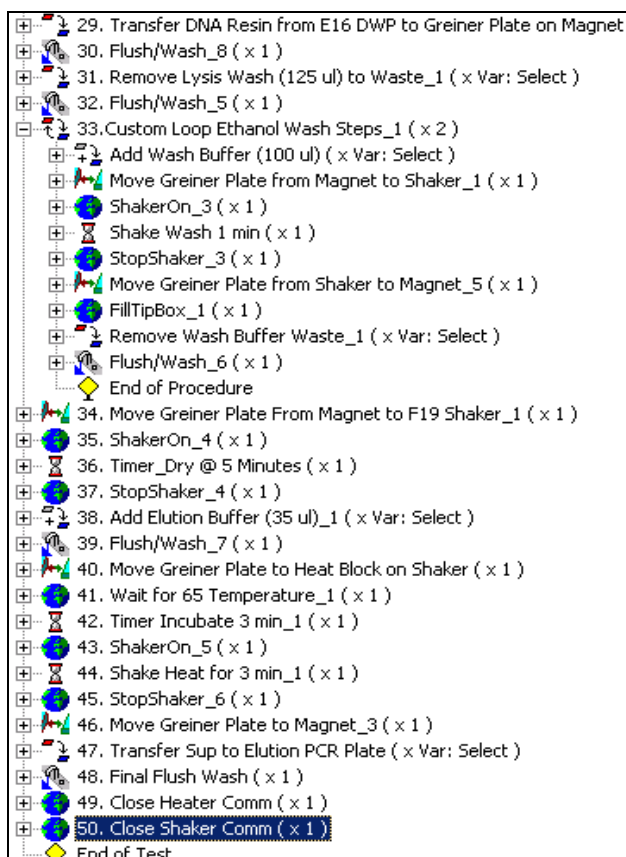 29. Transfer DNA Resin from E16 DWP to Greiner Plate on Magnet
30. Flush/Wash_8 ( x 1 )
31. Remove Lysis Wash (125 ul) to Waste_1 ( x Var: Select )
32. Flush/Wash_5 ( x 1 )
33.Custom Loop Ethanol Wash Steps_1 ( x 2 )
Add Wash Buffer (100 ul) ( x Var: Select )
Move Greiner Plate from Magnet to Shaker_1 ( x 1 )
ShakerOn_3 ( x 1 )
Shake Wash 1 min ( x 1 )
StopShaker_3 ( x 1 )
Move Greiner Plate from Shaker to Magnet_5 ( x 1 )
FillTipBox_1 ( x 1 )
Remove Wash Buffer Waste_1 ( x Var: Select )
Flush/Wash_6 ( x 1 )
End of Procedure
34. Move Greiner Plate From Magnet to F19 Shaker_1 ( x 1 )
35. ShakerOn_4 ( x 1 )
36. Timer_Dry @ 5 Minutes ( x 1 )
37. StopShaker_4 ( x 1 )
38. Add Elution Buffer (35 ul)_1 ( x Var: Select )
39. Flush/Wash_7 ( x 1 )
40. Move Greiner Plate to Heat Block on Shaker ( x 1 )
41. Wait for 65 Temperature_1 ( x 1 )
42. Timer Incubate 3 min_1 ( x 1 )
43. ShakerOn_5 ( x 1 )
44. Shake Heat for 3 min_1 ( x 1 )
45. StopShaker_6 ( x 1 )
46. Move Greiner Plate to Magnet_3 ( x 1 )
47. Transfer Sup to Elution PCR Plate ( x Var: Select )
48. Final Flush Wash ( x 1 )
49. Close Heater Comm ( x 1 )
50. Close Shaker Comm ( x 1 )
End of Test